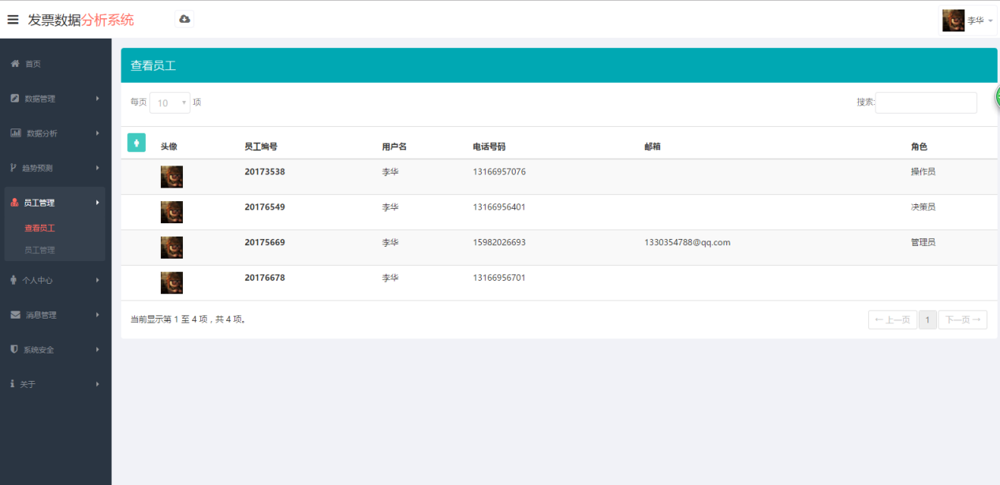 发票数据分析系统
李华
首页
数据管理
数据分析
趋势预测
员工管理
查看员工
员工管理
个人中心
消息管理
系统安全
关于
查看员工
每页 10 项
搜索:
头像 员工编号 用户名 电话号码 邮箱 角色
20173538 李华 13166957076 操作员
20176549 李华 13166956401 决策员
20175669 李华 15982026693 1330354788@qq.com 管理员
20176678 李华 13166956701
当前显示第 1 至 4 项，共 4 项。
←上一页 1 下一页→